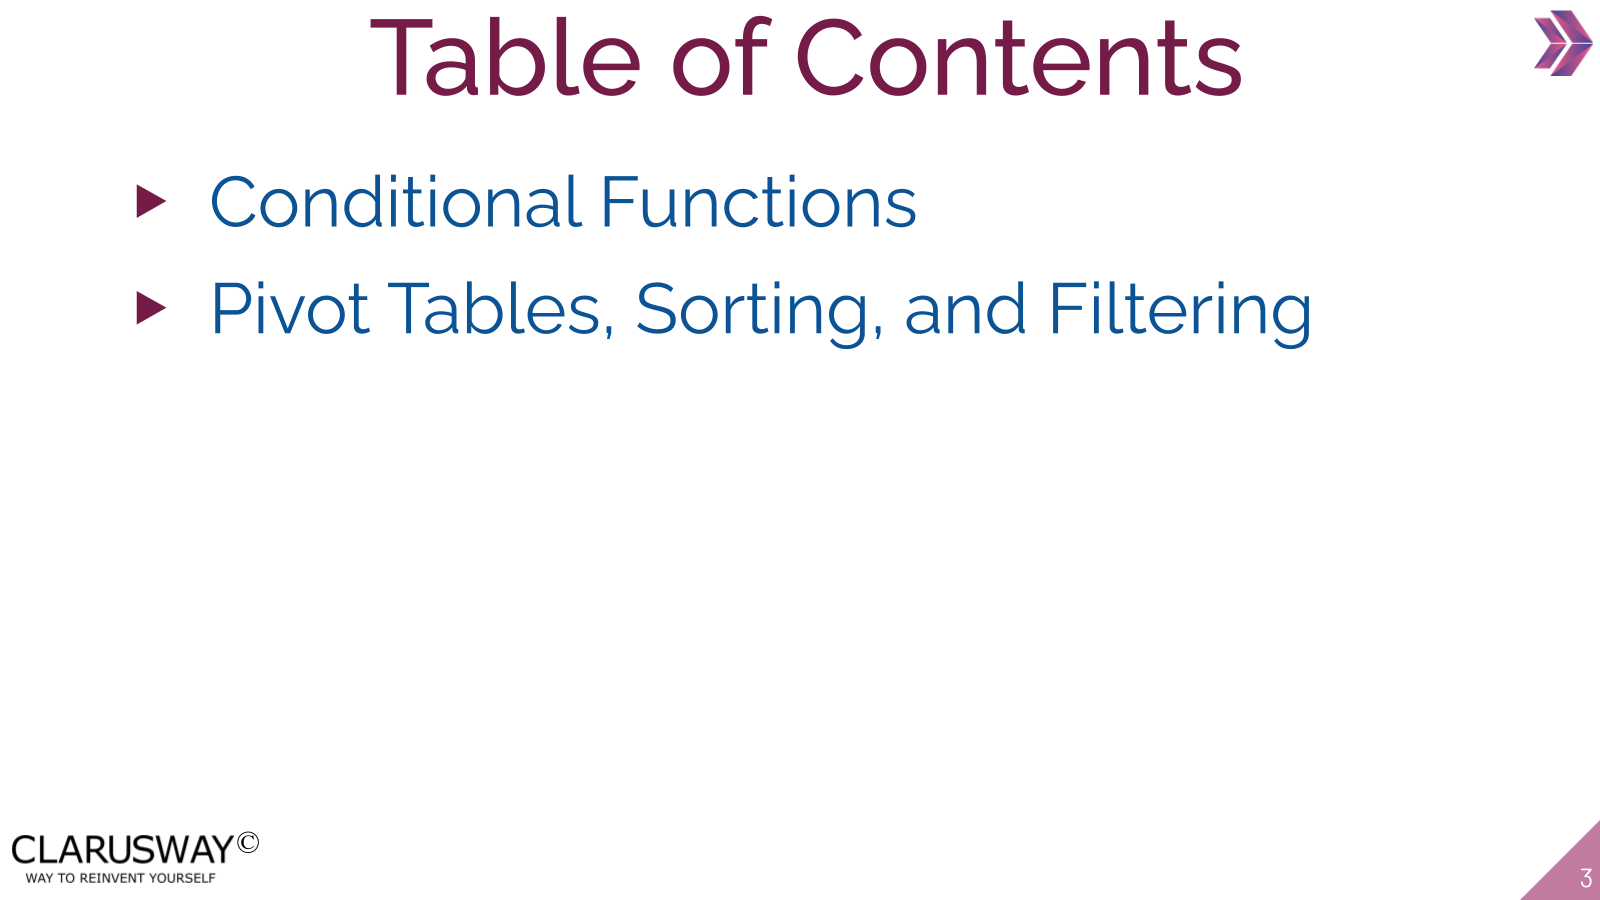 Table of Contents
Conditional Functions
Pivot Tables, Sorting, and Filtering
CLARUSWAY©
WAY TO REINVENT YOURSELF
3